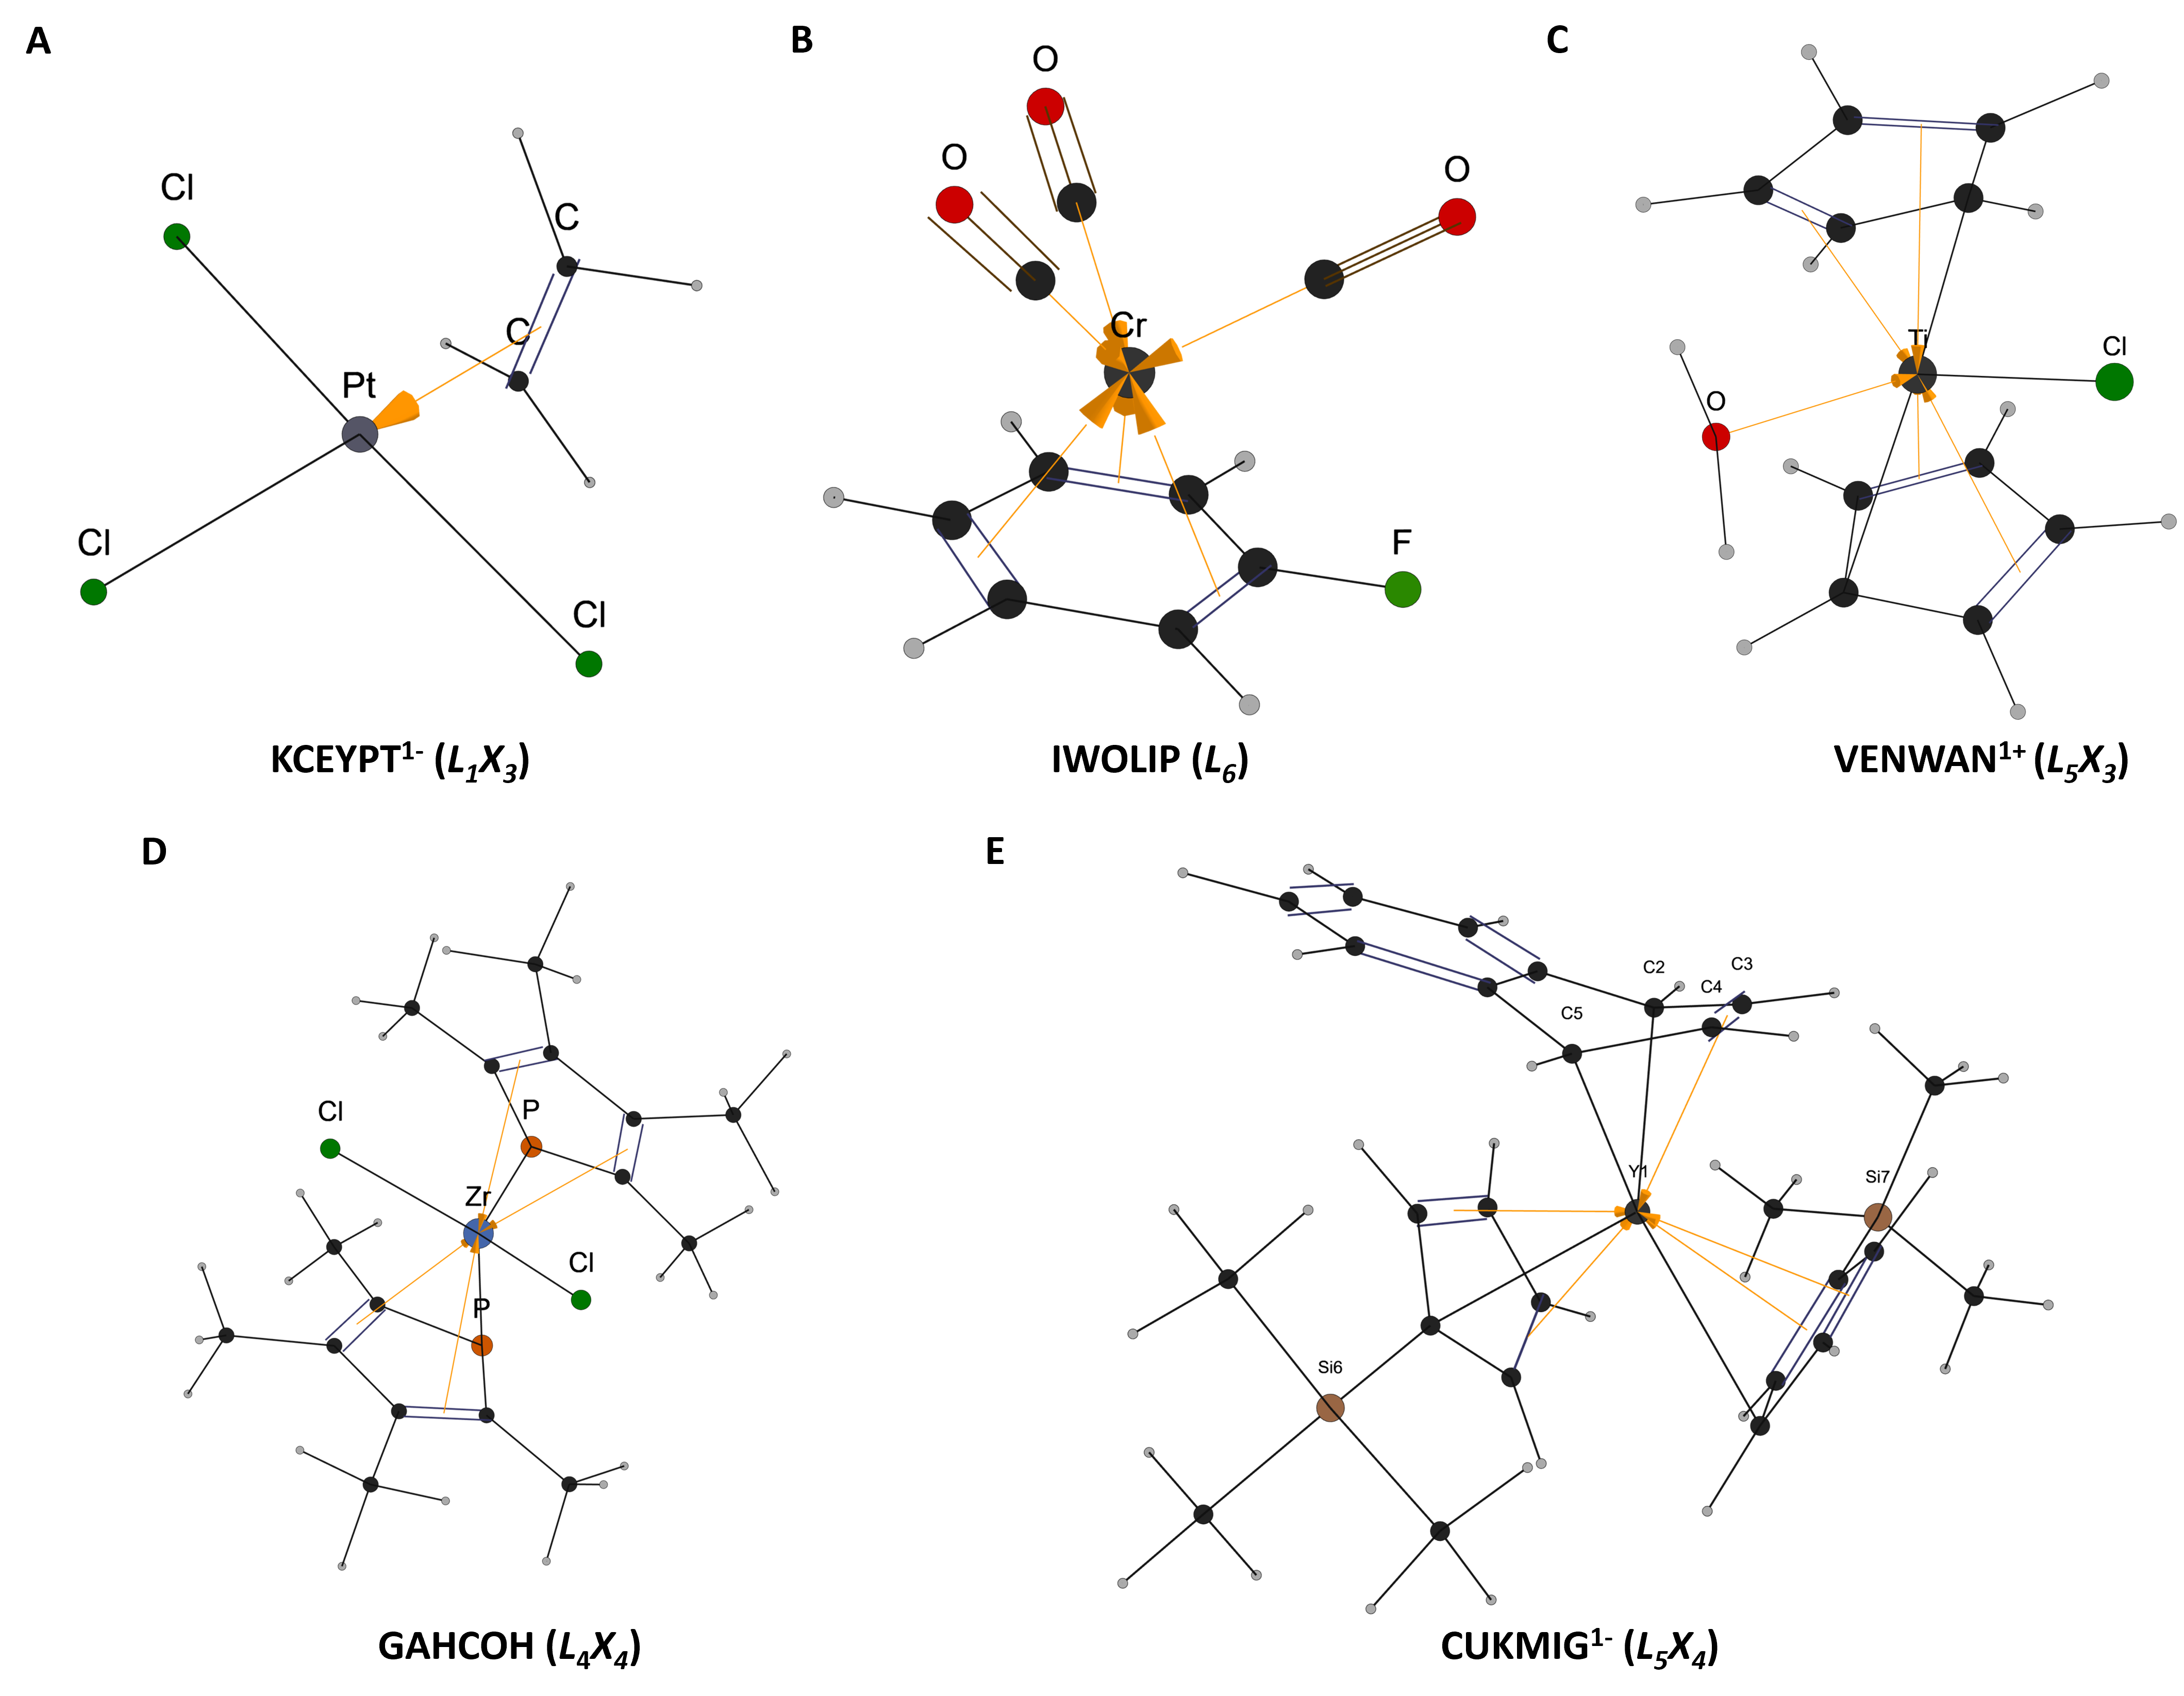 A
B
C
Cl
C
C
Pt
Cl
Cl
KCEYPT¹⁻ (L₁X₃)
O
O
O
Cr
F
IWOLIP (L₆)
Ti
Cl
O
VENWAN¹⁺ (L₅X₃)
D
E
P
Cl
Zr
Cl
P
GAHCOH (L₄X₄)
C2
C3
C4
C5
Y1
Si7
Si6
CUKMIG¹⁻ (L₅X₄)